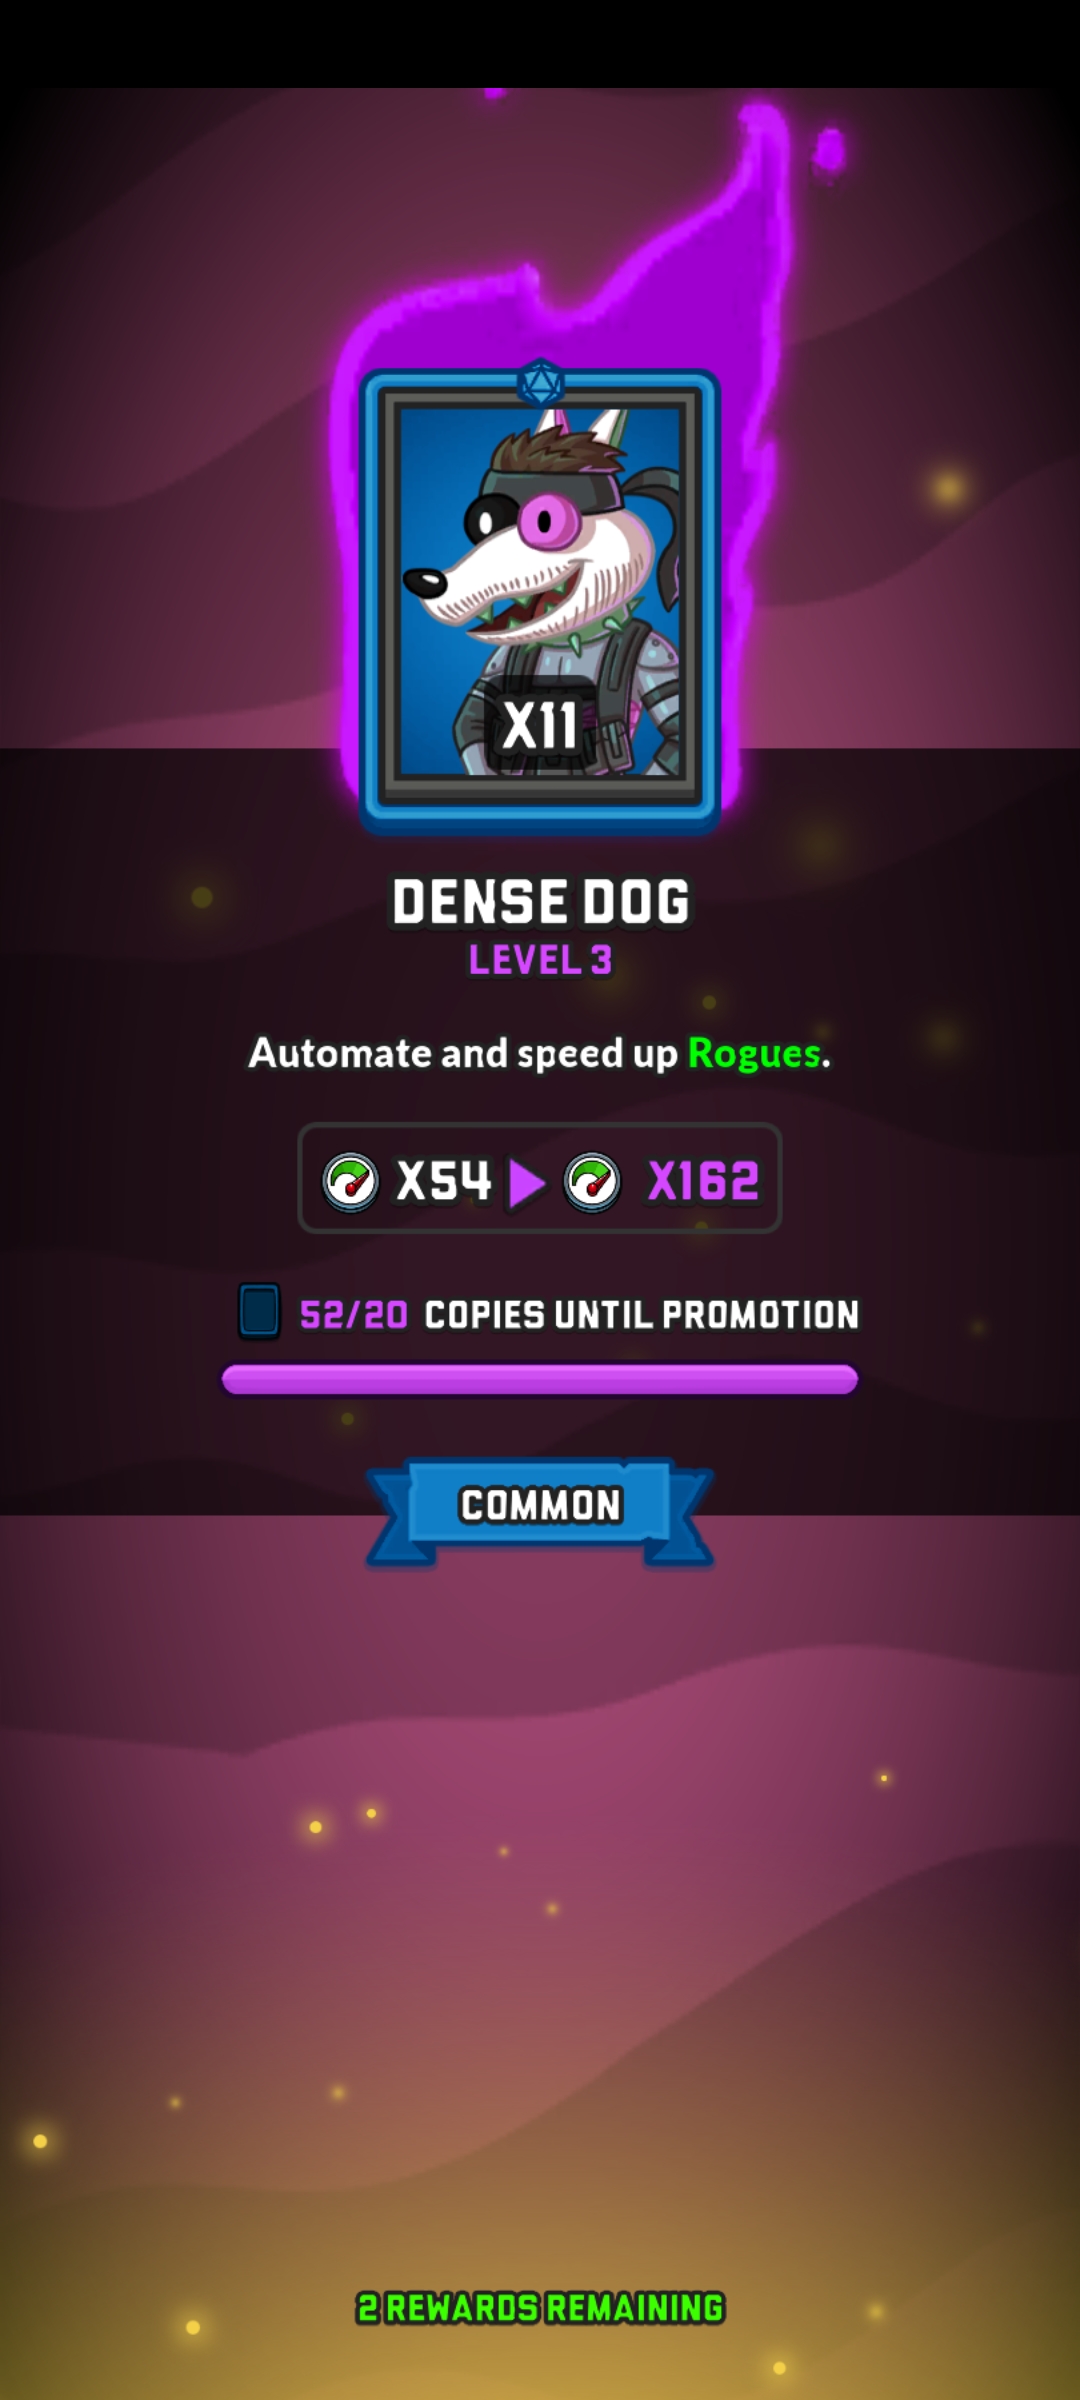 X11
DENSE DOG
LEVEL 3
Automate and speed up Rogues.
X54 X162
52/20 COPIES UNTIL PROMOTION
COMMON
2 REWARDS REMAINING